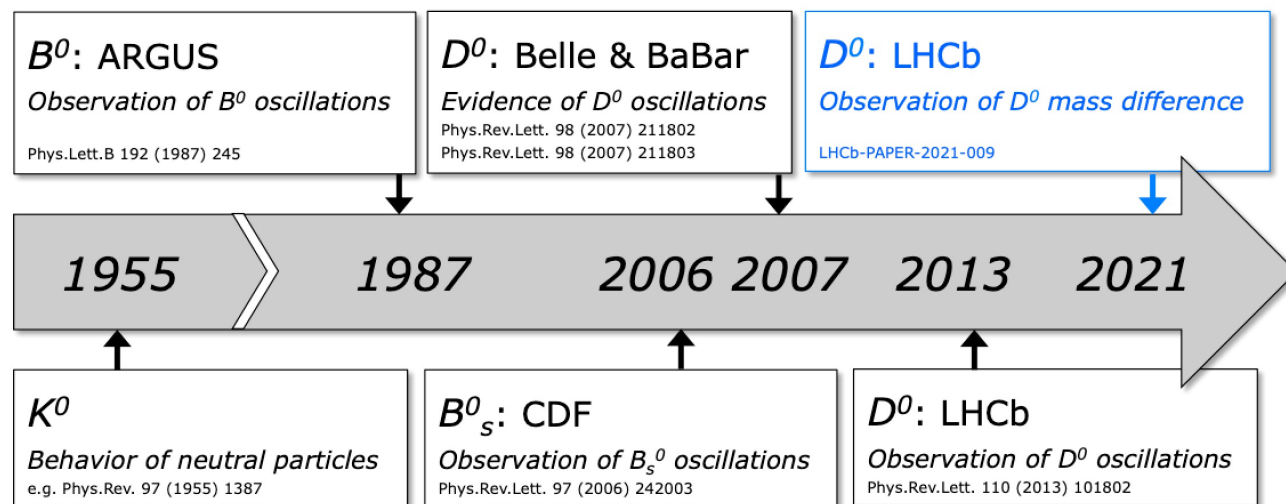 B⁰: ARGUS
Observation of B⁰ oscillations
Phys.Lett.B 192 (1987) 245
D⁰: Belle & BaBar
Evidence of D⁰ oscillations
Phys.Rev.Lett. 98 (2007) 211802
Phys.Rev.Lett. 98 (2007) 211803
D⁰: LHCb
Observation of D⁰ mass difference
LHCb-PAPER-2021-009
1955 1987 2006 2007 2013 2021
K⁰
Behavior of neutral particles
e.g. Phys.Rev. 97 (1955) 1387
B⁰ₛ: CDF
Observation of Bₛ⁰ oscillations
Phys.Rev.Lett. 97 (2006) 242003
D⁰: LHCb
Observation of D⁰ oscillations
Phys.Rev.Lett. 110 (2013) 101802